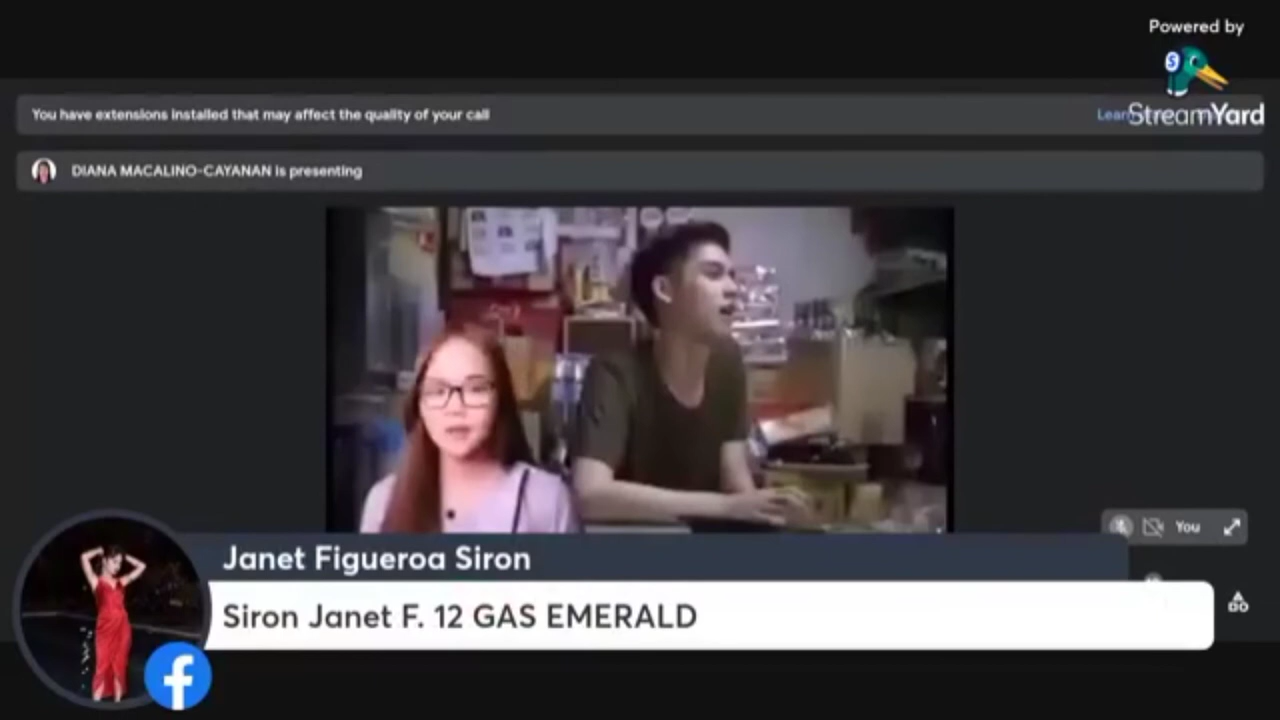 Powered by
StreamYard
You have extensions installed that may affect the quality of your call
DIANA MACALINO-CAYANAN is presenting
You
Janet Figueroa Siron
Siron Janet F. 12 GAS EMERALD